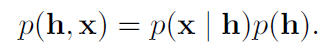 p(h, x) = p(x | h)p(h).